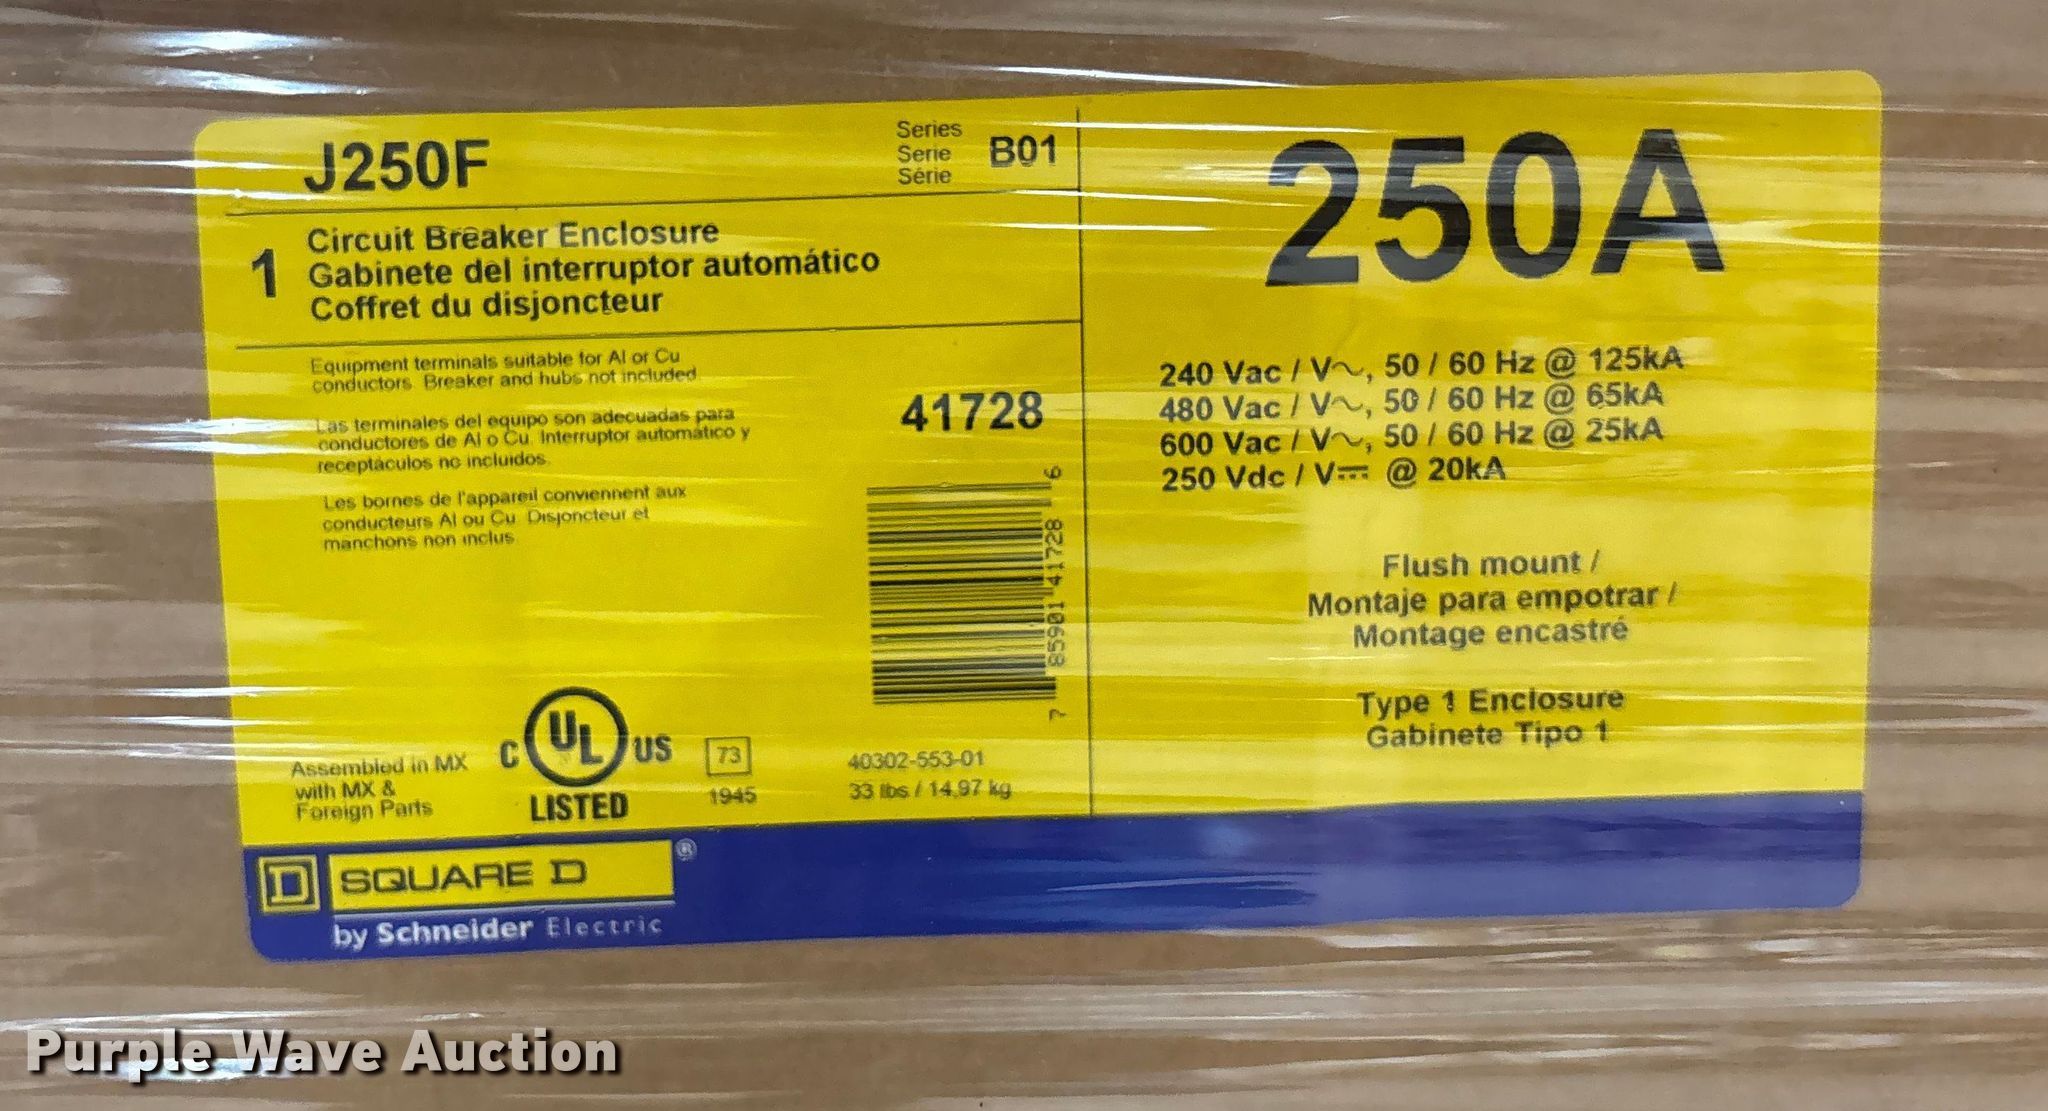 J250F
Series
Serie
Série
B01
1
Circuit Breaker Enclosure
Gabinete del interruptor automático
Coffret du disjoncteur
Equipment terminals suitable for Al or Cu
conductors. Breaker and hubs not included.
Las terminales del equipo son adecuadas para
conductores de Al o Cu. Interruptor automático y
receptáculos no incluidos.
Les bornes de l'appareil conviennent aux
conducteurs Al ou Cu. Disjoncteur et
manchons non inclus
41728
7 85901 41728 6
Assembled in MX
with MX &
Foreign Parts
C UL US
LISTED
73
1945
40302-553-01
33 lbs / 14,97 kg
250A
240 Vac / V~, 50 / 60 Hz @ 125kA
480 Vac / V~, 50 / 60 Hz @ 65kA
600 Vac / V~, 50 / 60 Hz @ 25kA
250 Vdc / V⎓ @ 20kA
Flush mount /
Montaje para empotrar /
Montage encastré
Type 1 Enclosure
Gabinete Tipo 1
D SQUARE D ®
by Schneider Electric
Purple Wave Auction